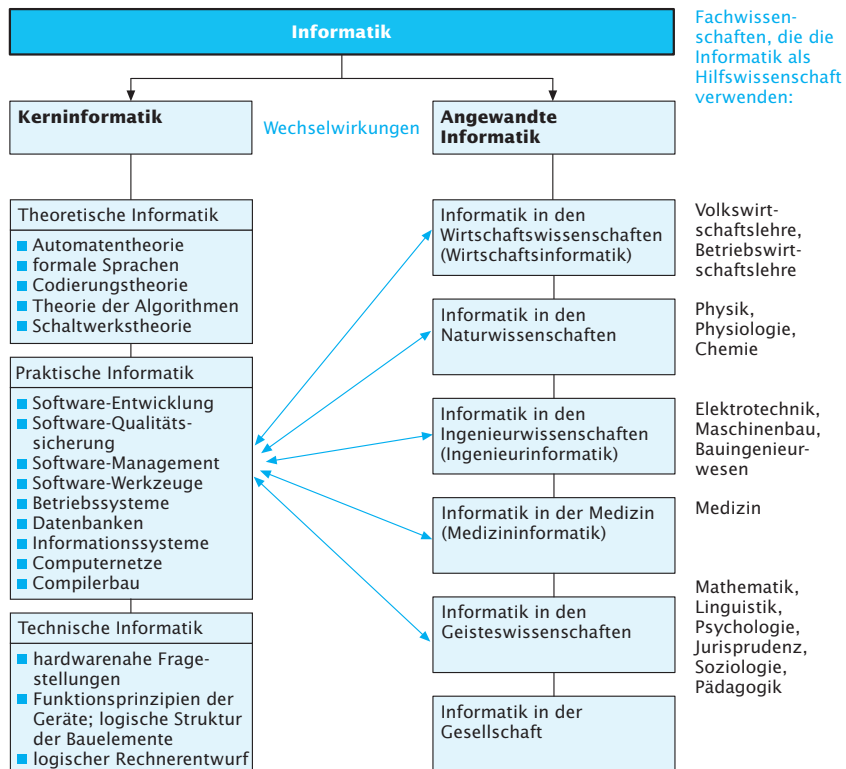 Informatik
Fachwissen-
schaften, die die
Informatik als
Hilfswissenschaft
verwenden:
Kerninformatik
Wechselwirkungen
Angewandte
Informatik
Theoretische Informatik
Automatentheorie
formale Sprachen
Codierungstheorie
Theorie der Algorithmen
Schaltwerkstheorie
Praktische Informatik
Software-Entwicklung
Software-Qualitäts-
sicherung
Software-Management
Software-Werkzeuge
Betriebssysteme
Datenbanken
Informationssysteme
Computernetze
Compilerbau
Technische Informatik
hardwarenahe Frage-
stellungen
Funktionsprinzipien der
Geräte; logische Struktur
der Bauelemente
logischer Rechnerentwurf
Informatik in den
Wirtschaftswissenschaften
(Wirtschaftsinformatik)
Volkswirt-
schaftslehre,
Betriebswirt-
schaftslehre
Informatik in den
Naturwissenschaften
Physik,
Physiologie,
Chemie
Informatik in den
Ingenieurwissenschaften
(Ingenieurinformatik)
Elektrotechnik,
Maschinenbau,
Bauingenieur-
wesen
Informatik in der Medizin
(Medizininformatik)
Medizin
Informatik in den
Geisteswissenschaften
Mathematik,
Linguistik,
Psychologie,
Jurisprudenz,
Soziologie,
Pädagogik
Informatik in der
Gesellschaft